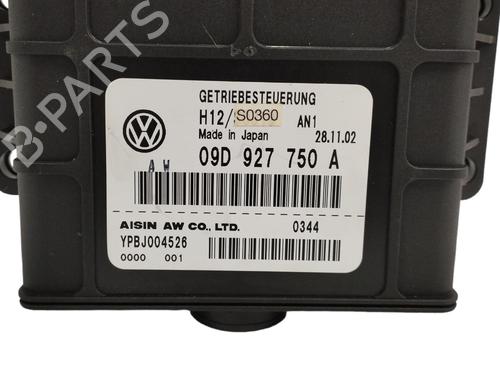 GETRIEBESTEUERUNG
H12/S0360 AN1
Made in Japan 28.11.02
A W
09D 927 750 A
AISIN AW CO., LTD. 0344
YPBJ004526
0000 001